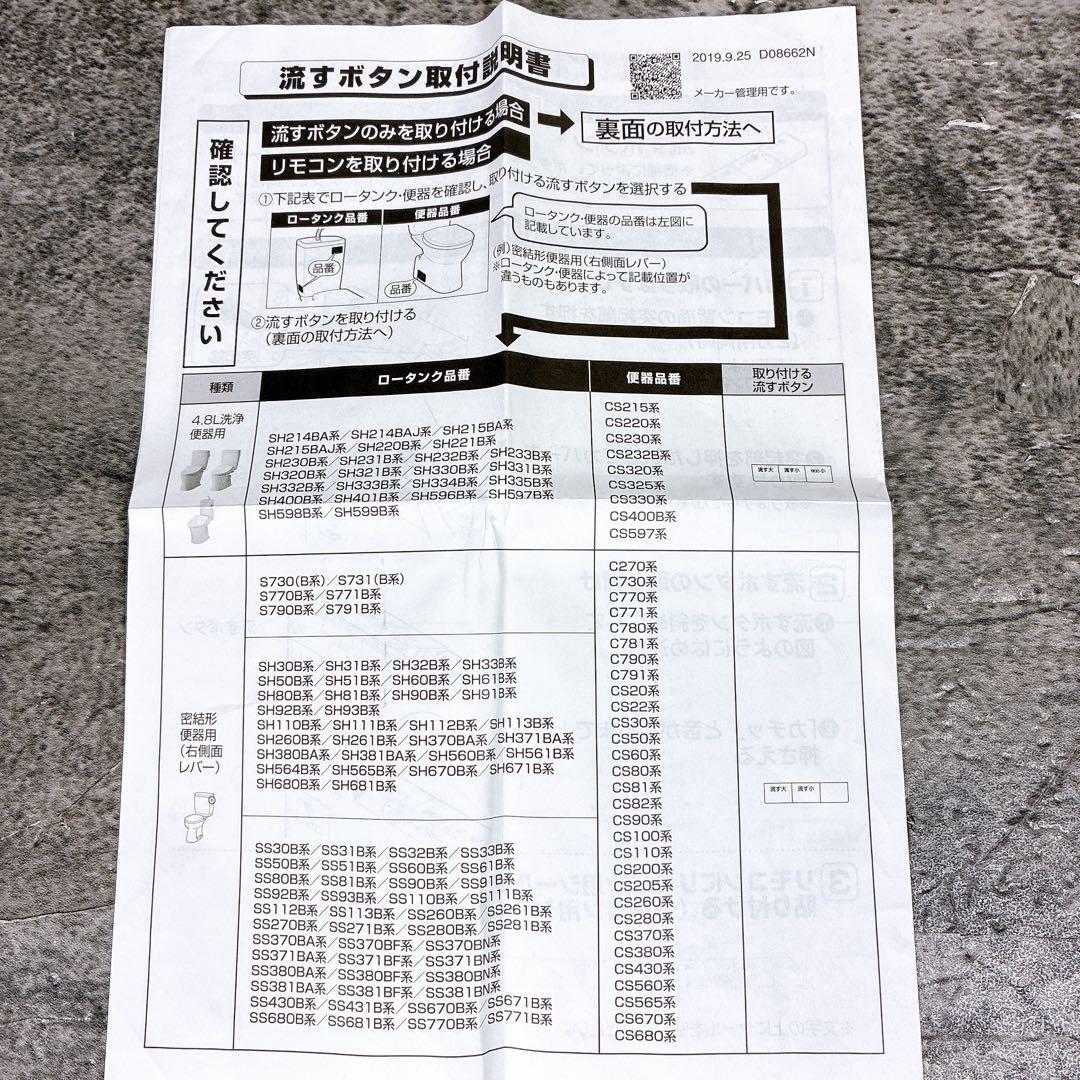 流すボタン取付説明書
2019.9.25 D08662N
メーカー管理用です。
確認してください
流すボタンのみを取り付ける場合
裏面の取付方法へ
リモコンを取り付ける場合
①下記表でロータンク・便器を確認し、取り付ける流すボタンを選択する
ロータンク品番 便器品番
品番
品番
ロータンク・便器の品番は左図に
記載しています。
(例)密結形便器用(右側面レバー)
※ロータンク・便器によって記載位置が
違うものもあります。
②流すボタンを取り付ける
(裏面の取付方法へ)
種類 ロータンク品番 便器品番 取り付ける
流すボタン
4.8L洗浄
便器用
SH214BA系/SH214BAJ系/SH215BA系
SH215BAJ系/SH220B系/SH221B系
SH230B系/SH231B系/SH232B系/SH233B系
SH320B系/SH321B系/SH330B系/SH331B系
SH332B系/SH333B系/SH334B系/SH335B系
SH400B系/SH401B系/SH596B系/SH597B系
SH598B系/SH599B系
CS215系
CS220系
CS230系
CS232B系
CS320系
CS325系
CS330系
CS400B系
CS597系
流す大 流す小 eco小
密結形
便器用
(右側面
レバー)
S730(B系)/S731(B系)
S770B系/S771B系
S790B系/S791B系
SH30B系/SH31B系/SH32B系/SH33B系
SH50B系/SH51B系/SH60B系/SH61B系
SH80B系/SH81B系/SH90B系/SH91B系
SH92B系/SH93B系
SH110B系/SH111B系/SH112B系/SH113B系
SH260B系/SH261B系/SH370BA系/SH371BA系
SH380BA系/SH381BA系/SH560B系/SH561B系
SH564B系/SH565B系/SH670B系/SH671B系
SH680B系/SH681B系
SS30B系/SS31B系/SS32B系/SS33B系
SS50B系/SS51B系/SS60B系/SS61B系
SS80B系/SS81B系/SS90B系/SS91B系
SS92B系/SS93B系/SS110B系/SS111B系
SS112B系/SS113B系/SS260B系/SS261B系
SS270B系/SS271B系/SS280B系/SS281B系
SS370BA系/SS370BF系/SS370BN系
SS371BA系/SS371BF系/SS371BN系
SS380BA系/SS380BF系/SS380BN系
SS381BA系/SS381BF系/SS381BN系
SS430B系/SS431B系/SS670B系/SS671B系
SS680B系/SS681B系/SS770B系/SS771B系
C270系
C730系
C770系
C771系
C780系
C781系
C790系
C791系
CS20系
CS22系
CS30系
CS50系
CS60系
CS80系
CS81系
CS82系
CS90系
CS100系
CS110系
CS200系
CS205系
CS260系
CS280系
CS370系
CS380系
CS430系
CS560系
CS565系
CS670系
CS680系
流す大 流す小